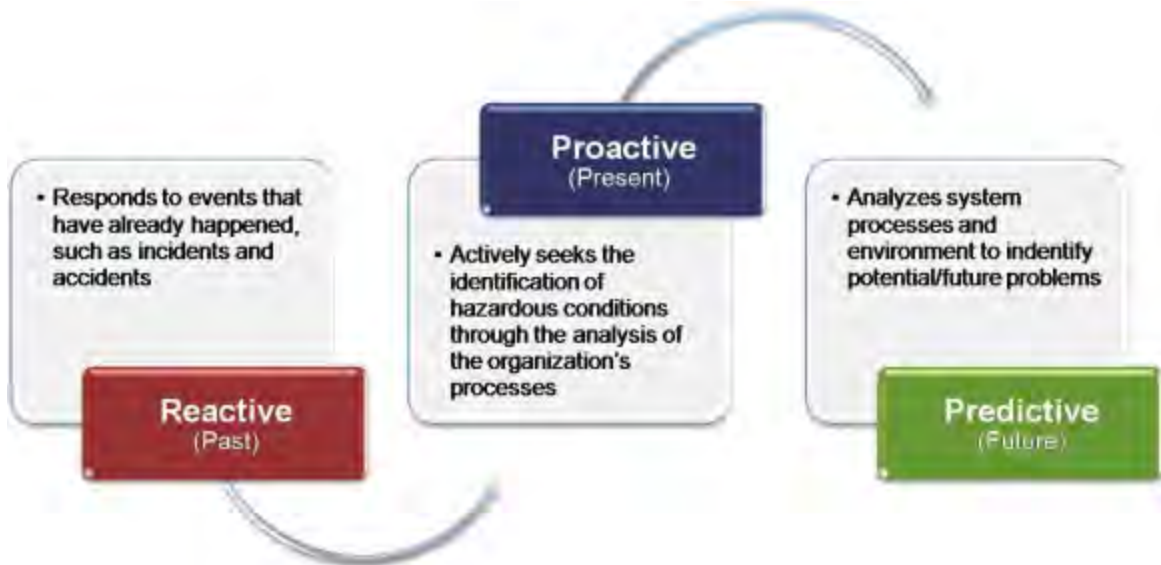 • Responds to events that
have already happened,
such as incidents and
accidents
Reactive
(Past)
Proactive
(Present)
• Actively seeks the
identification of
hazardous conditions
through the analysis of
the organization's
processes
• Analyzes system
processes and
environment to indentify
potential/future problems
Predictive
(Future)